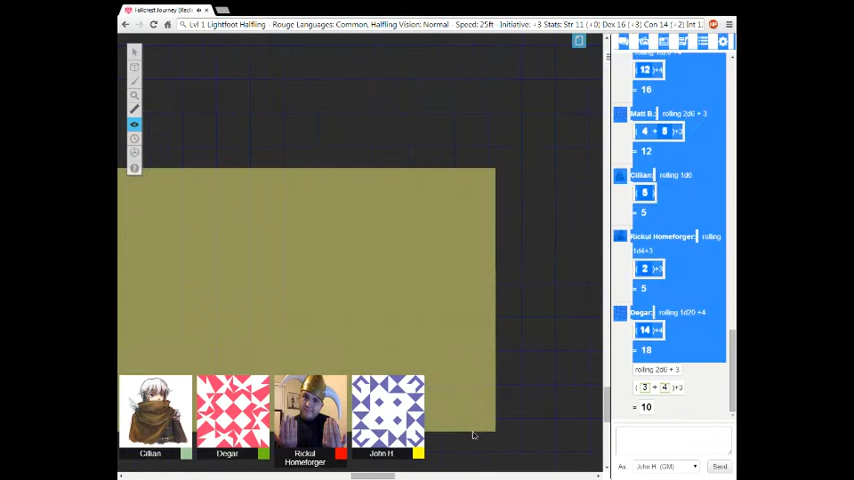 Fallcrest Journey |Redu
Lvl 1 Lightfoot Halfling - Rouge Languages: Common, Halfling Vision: Normal - Speed: 25ft - Initiative: +3 Stats: Str 11 (+0) Dex 16 (+3) Con 14 (+2) Int 1
( 12 )+4
= 16
Matt B.: rolling 2d6 + 3
( 4 + 5 )+3
= 12
Cillian: rolling 1d6
( 5 )
= 5
Rickul Homeforger: rolling
1d4+3
( 2 )+3
= 5
Degar: rolling 1d20 +4
( 14 )+4
= 18
rolling 2d6 + 3
( 3 + 4 )+3
= 10
Cillian
Degar
Rickul
Homeforger
John H
As:
John H (GM)
Send